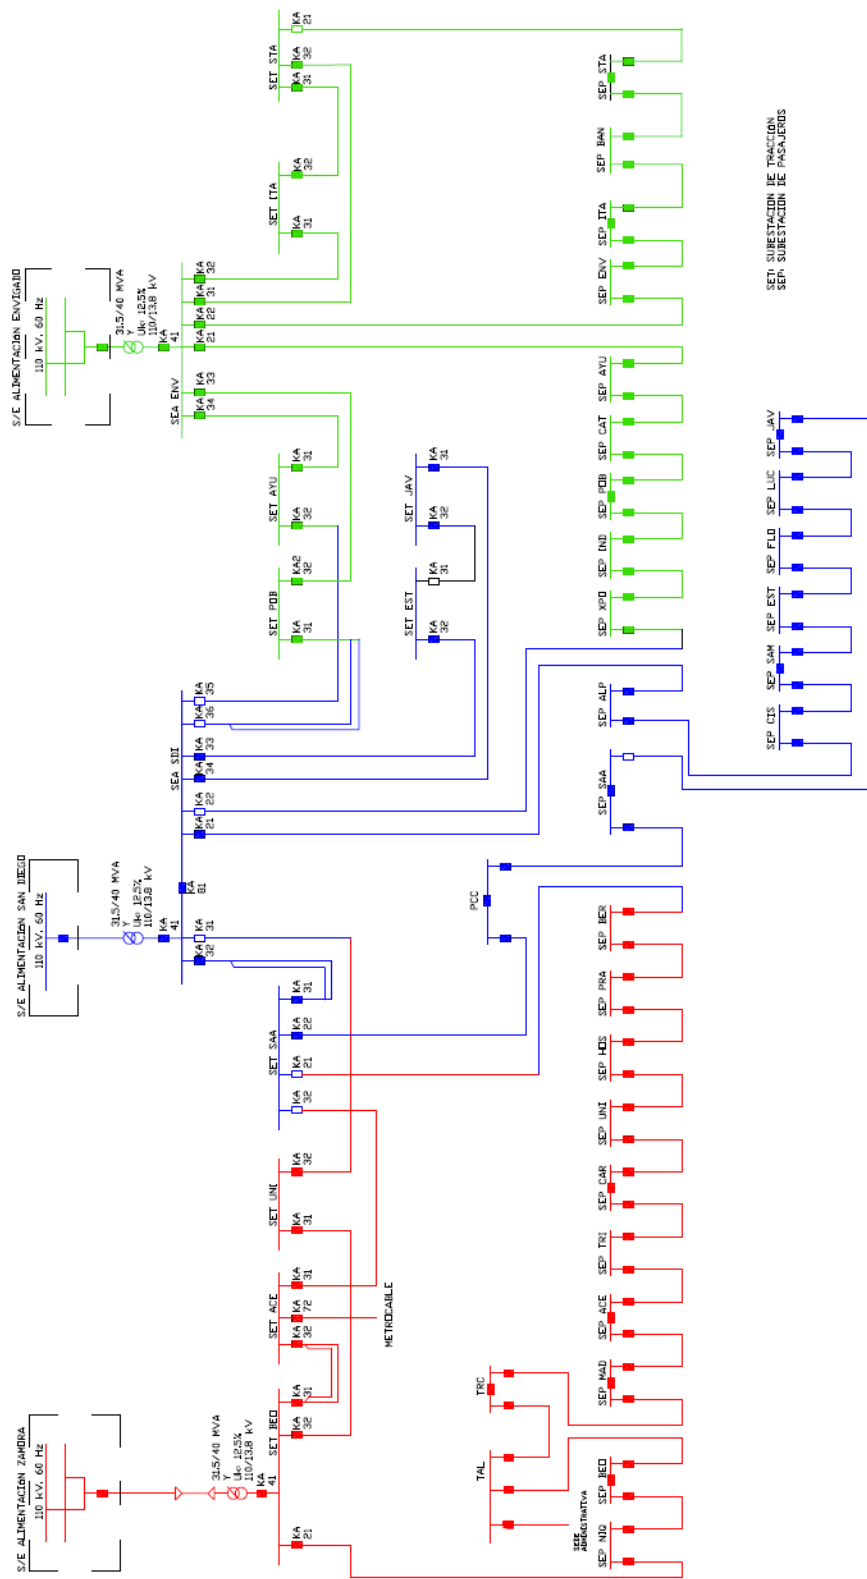 S/E ALIMENTACIÓN ZAMORA
110 kV, 60 Hz
31.5/40 MVA
Y
Uk= 12.5%
110/13.8 kV
KA
41
SET BEO
KA
21
KA
32
KA
31
SET ACE
KA
32
KA
72
KA
31
METROCABLE
SET UNI
KA
31
KA
32
S/E ALIMENTACIÓN SAN DIEGO
110 kV, 60 Hz
31.5/40 MVA
Y
Uk= 12.5%
110/13.8 kV
KA
41
SET SAA
KA
32
KA
21
KA
22
KA
31
KA
32
KA
31
KA
81
SEA SDI
KA
21
KA
22
KA
34
KA
33
KA
36
KA
35
S/E ALIMENTACIÓN ENVIGADO
110 kV, 60 Hz
31.5/40 MVA
Y
Uk= 12.5%
110/13.8 kV
KA
41
SEA ENV
KA
34
KA
33
KA
21
KA
22
KA
31
KA
32
SET POB
KA
31
KA2
32
SET AYU
KA
32
KA
31
SET ITA
KA
31
KA
32
SET STA
KA
31
KA
32
KA
21
SET EST
KA
32
KA
31
SET JAV
KA
32
KA
31
TAL
TRC
PCC
SEDE
ADMINISTRATIVA
SEP NIQ
SEP BEO
SEP MAD
SEP ACE
SEP TRI
SEP CAR
SEP UNI
SEP HOS
SEP PRA
SEP BER
SEP SAA
SEP ALP
SEP XPO
SEP IND
SEP POB
SEP CAT
SEP AYU
SEP ENV
SEP ITA
SEP BAN
SEP STA
SEP CIS
SEP SAM
SEP EST
SEP FLO
SEP LUC
SEP JAV
SET: SUBESTACION DE TRACCIÓN
SEP: SUBESTACION DE PASAJEROS